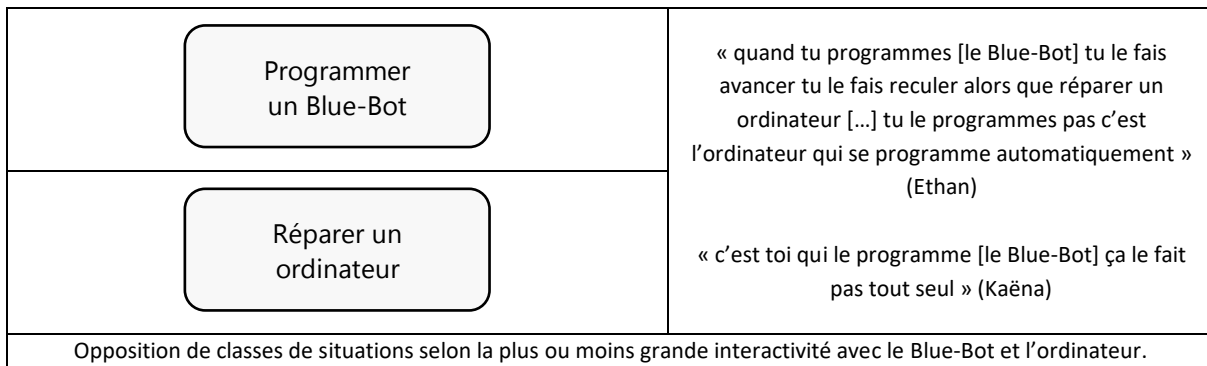 Programmer
un Blue-Bot
« quand tu programmes [le Blue-Bot] tu le fais
avancer tu le fais reculer alors que réparer un
ordinateur […] tu le programmes pas c’est
l’ordinateur qui se programme automatiquement »
(Ethan)
Réparer un
ordinateur
« c’est toi qui le programme [le Blue-Bot] ça le fait
pas tout seul » (Kaëna)
Opposition de classes de situations selon la plus ou moins grande interactivité avec le Blue-Bot et l’ordinateur.